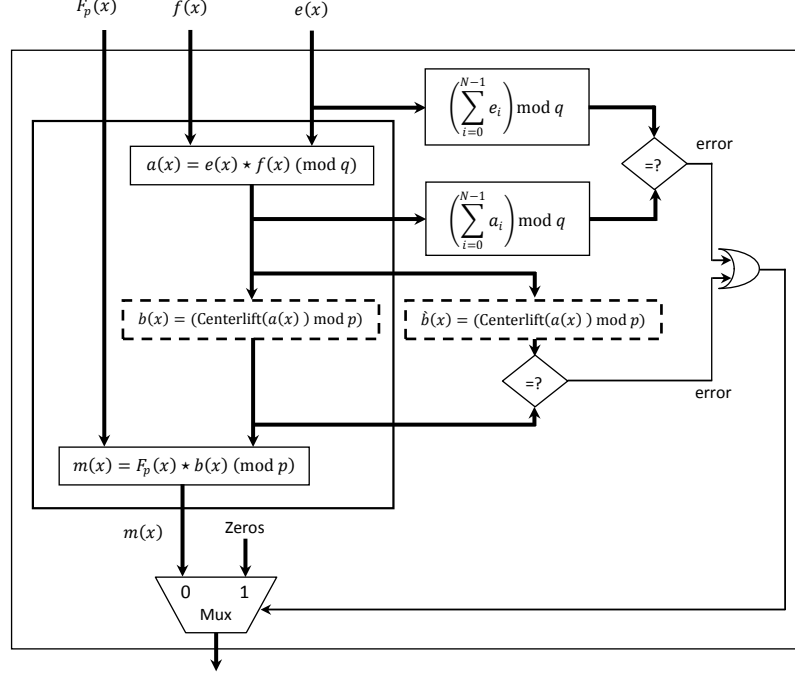 F_p(x) f(x) e(x)
(∑_{i=0}^{N-1} e_i) mod q
error
a(x) = e(x) ⋆ f(x) (mod q)
=?
(∑_{i=0}^{N-1} a_i) mod q
b(x) = (Centerlift(a(x) ) mod p)
b̂(x) = (Centerlift(a(x) ) mod p)
=?
error
m(x) = F_p(x) ⋆ b(x) (mod p)
m(x)
Zeros
0 1
Mux